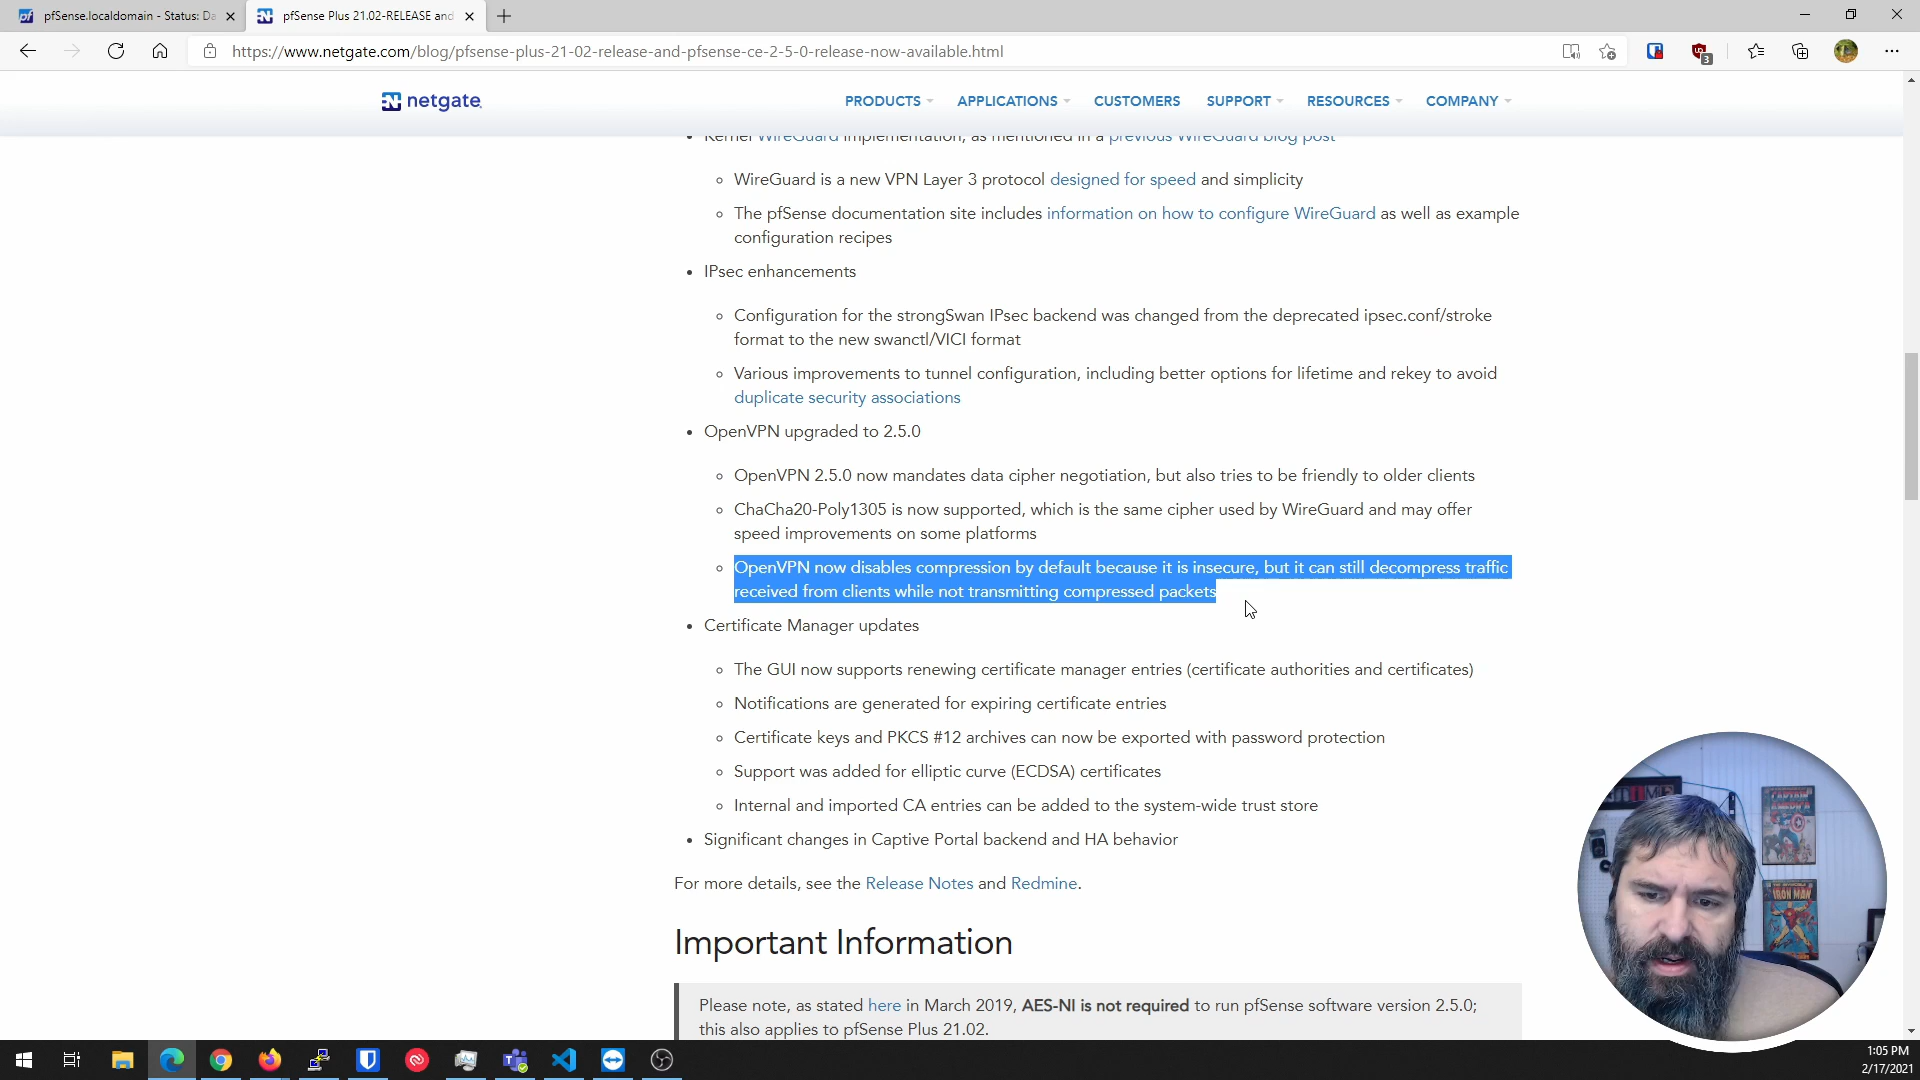 pfSense.localdomain - Status: Da
pfSense Plus 21.02-RELEASE and
https://www.netgate.com/blog/pfsense-plus-21-02-release-and-pfsense-ce-2-5-0-release-now-available.html
3
netgate
PRODUCTS APPLICATIONS CUSTOMERS SUPPORT RESOURCES COMPANY
Kernel WireGuard implementation, as mentioned in a previous WireGuard blog post
WireGuard is a new VPN Layer 3 protocol designed for speed and simplicity
The pfSense documentation site includes information on how to configure WireGuard as well as example
configuration recipes
IPsec enhancements
Configuration for the strongSwan IPsec backend was changed from the deprecated ipsec.conf/stroke
format to the new swanctl/VICI format
Various improvements to tunnel configuration, including better options for lifetime and rekey to avoid
duplicate security associations
OpenVPN upgraded to 2.5.0
OpenVPN 2.5.0 now mandates data cipher negotiation, but also tries to be friendly to older clients
ChaCha20-Poly1305 is now supported, which is the same cipher used by WireGuard and may offer
speed improvements on some platforms
OpenVPN now disables compression by default because it is insecure, but it can still decompress traffic
received from clients while not transmitting compressed packets
Certificate Manager updates
The GUI now supports renewing certificate manager entries (certificate authorities and certificates)
Notifications are generated for expiring certificate entries
Certificate keys and PKCS #12 archives can now be exported with password protection
Support was added for elliptic curve (ECDSA) certificates
Internal and imported CA entries can be added to the system-wide trust store
Significant changes in Captive Portal backend and HA behavior
For more details, see the Release Notes and Redmine.
Important Information
Please note, as stated here in March 2019, AES-NI is not required to run pfSense software version 2.5.0;
this also applies to pfSense Plus 21.02.
CAPTAIN
AMERICA
IRON MAN
1:05 PM
2/17/2021